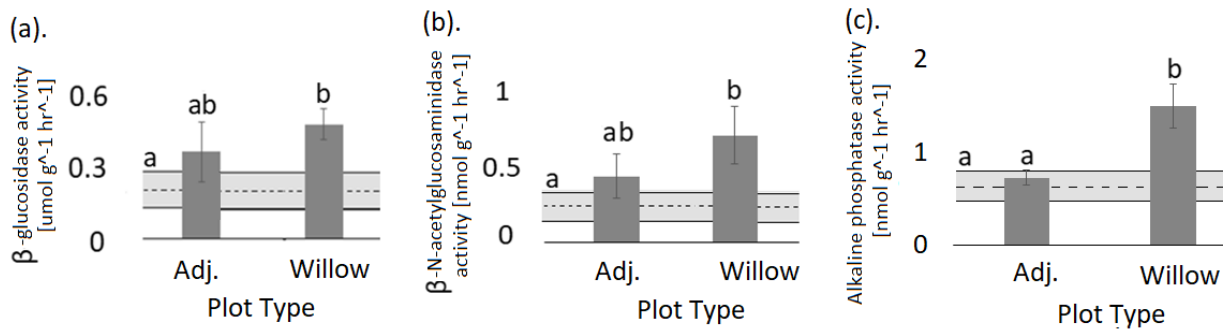 (a).
β-glucosidase activity
[umol g^-1 hr^-1]
0.6
0.3
0
a
ab
b
Adj.
Willow
Plot Type
(b).
β-N-acetylglucosaminidase
activity [nmol g^-1 hr^-1]
1
0.5
0
a
ab
b
Adj.
Willow
Plot Type
(c).
Alkaline phosphatase activity
[nmol g^-1 hr^-1]
2
1
0
a
a
b
Adj.
Willow
Plot Type